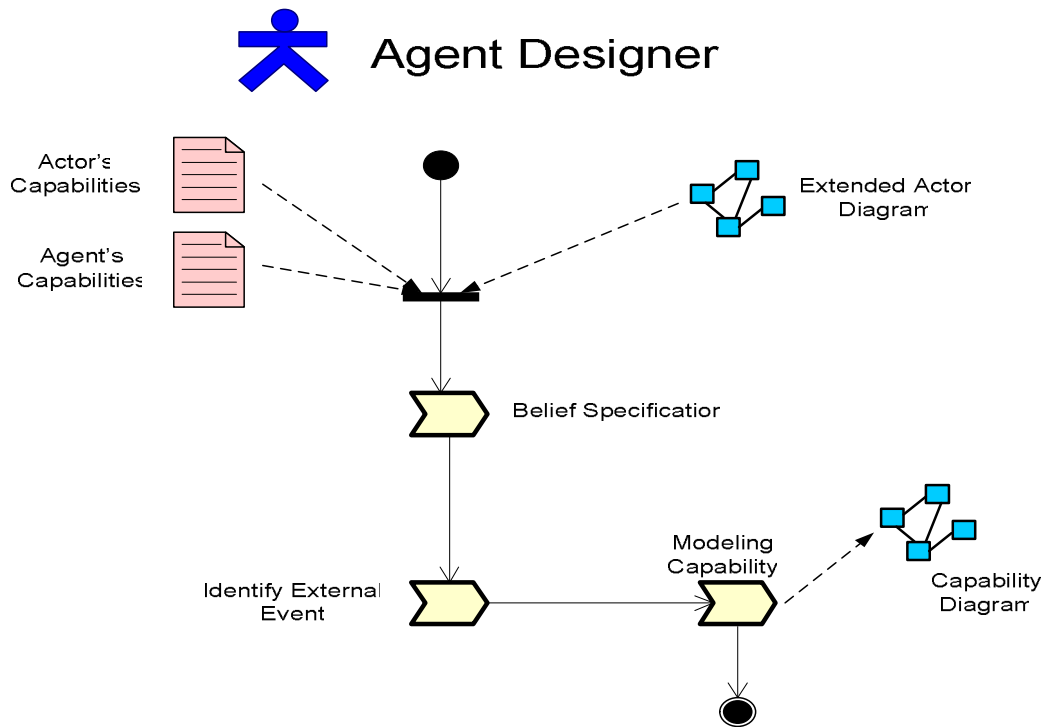 Agent Designer
Actor's
Capabilities
Extended Actor
Diagram
Agent's
Capabilities
Belief Specification
Modeling
Capability
Identify External
Event
Capability
Diagram